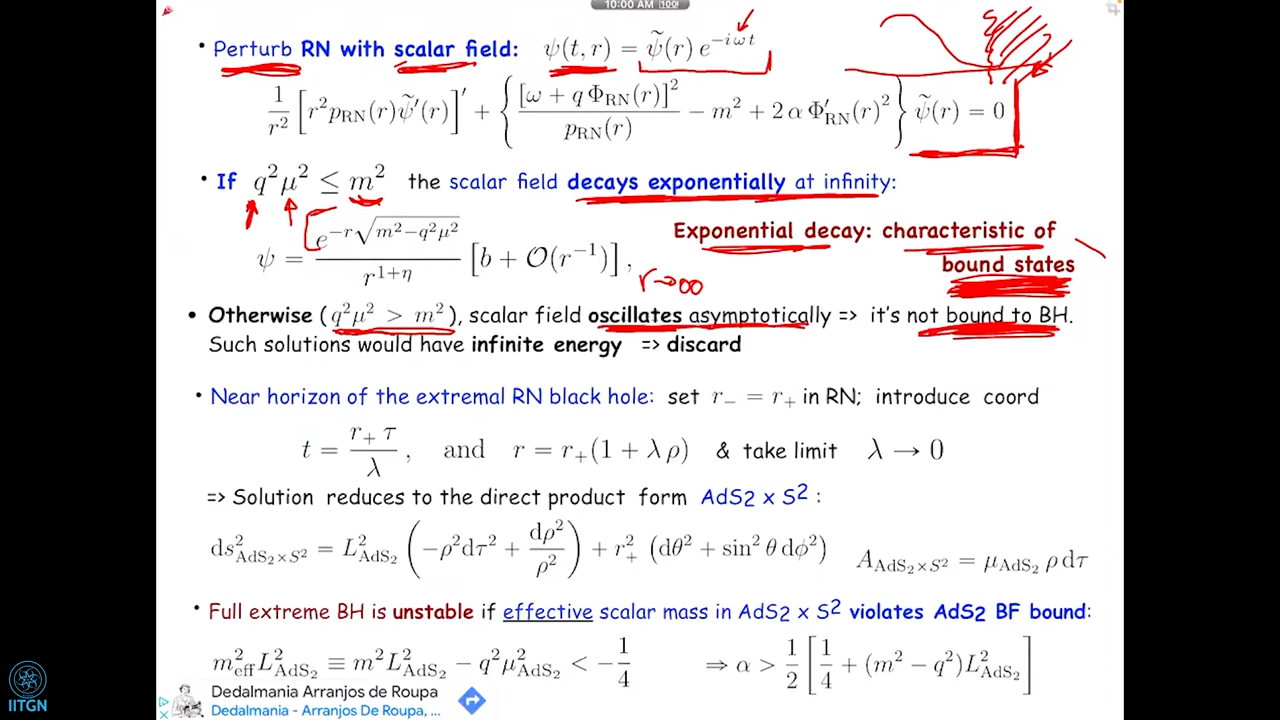 10:00 AM 100
• Perturb RN with scalar field: ψ(t, r) = ψ̃(r) e^{−iωt}
1/r² [r² p_RN(r) ψ̃′(r)]′ + { [ω + q Φ_RN(r)]² / p_RN(r) − m² + 2 α Φ′_RN(r)² } ψ̃(r) = 0
• If q²μ² ≤ m² the scalar field decays exponentially at infinity:
ψ = e^{−r√(m²−q²μ²)} / r^{1+η} [b + O(r⁻¹)] ,
r→∞
Exponential decay: characteristic of
bound states
• Otherwise (q²μ² > m²), scalar field oscillates asymptotically => it's not bound to BH.
Such solutions would have infinite energy => discard
• Near horizon of the extremal RN black hole: set r₋ = r₊ in RN; introduce coord
t = r₊ τ / λ , and r = r₊(1 + λ ρ) & take limit λ → 0
=> Solution reduces to the direct product form AdS2 x S² :
ds²_{AdS₂×S²} = L²_{AdS₂} (−ρ²dτ² + dρ²/ρ²) + r₊² (dθ² + sin² θ dϕ²) A_{AdS₂×S²} = μ_{AdS₂} ρ dτ
• Full extreme BH is unstable if effective scalar mass in AdS2 x S² violates AdS2 BF bound:
m²_eff L²_{AdS₂} ≡ m² L²_{AdS₂} − q² μ²_{AdS₂} < −1/4 ⇒ α > 1/2 [1/4 + (m² − q²)L²_{AdS₂}]
IITGN
Dedalmania Arranjos de Roupa
Dedalmania - Arranjos De Roupa, ...